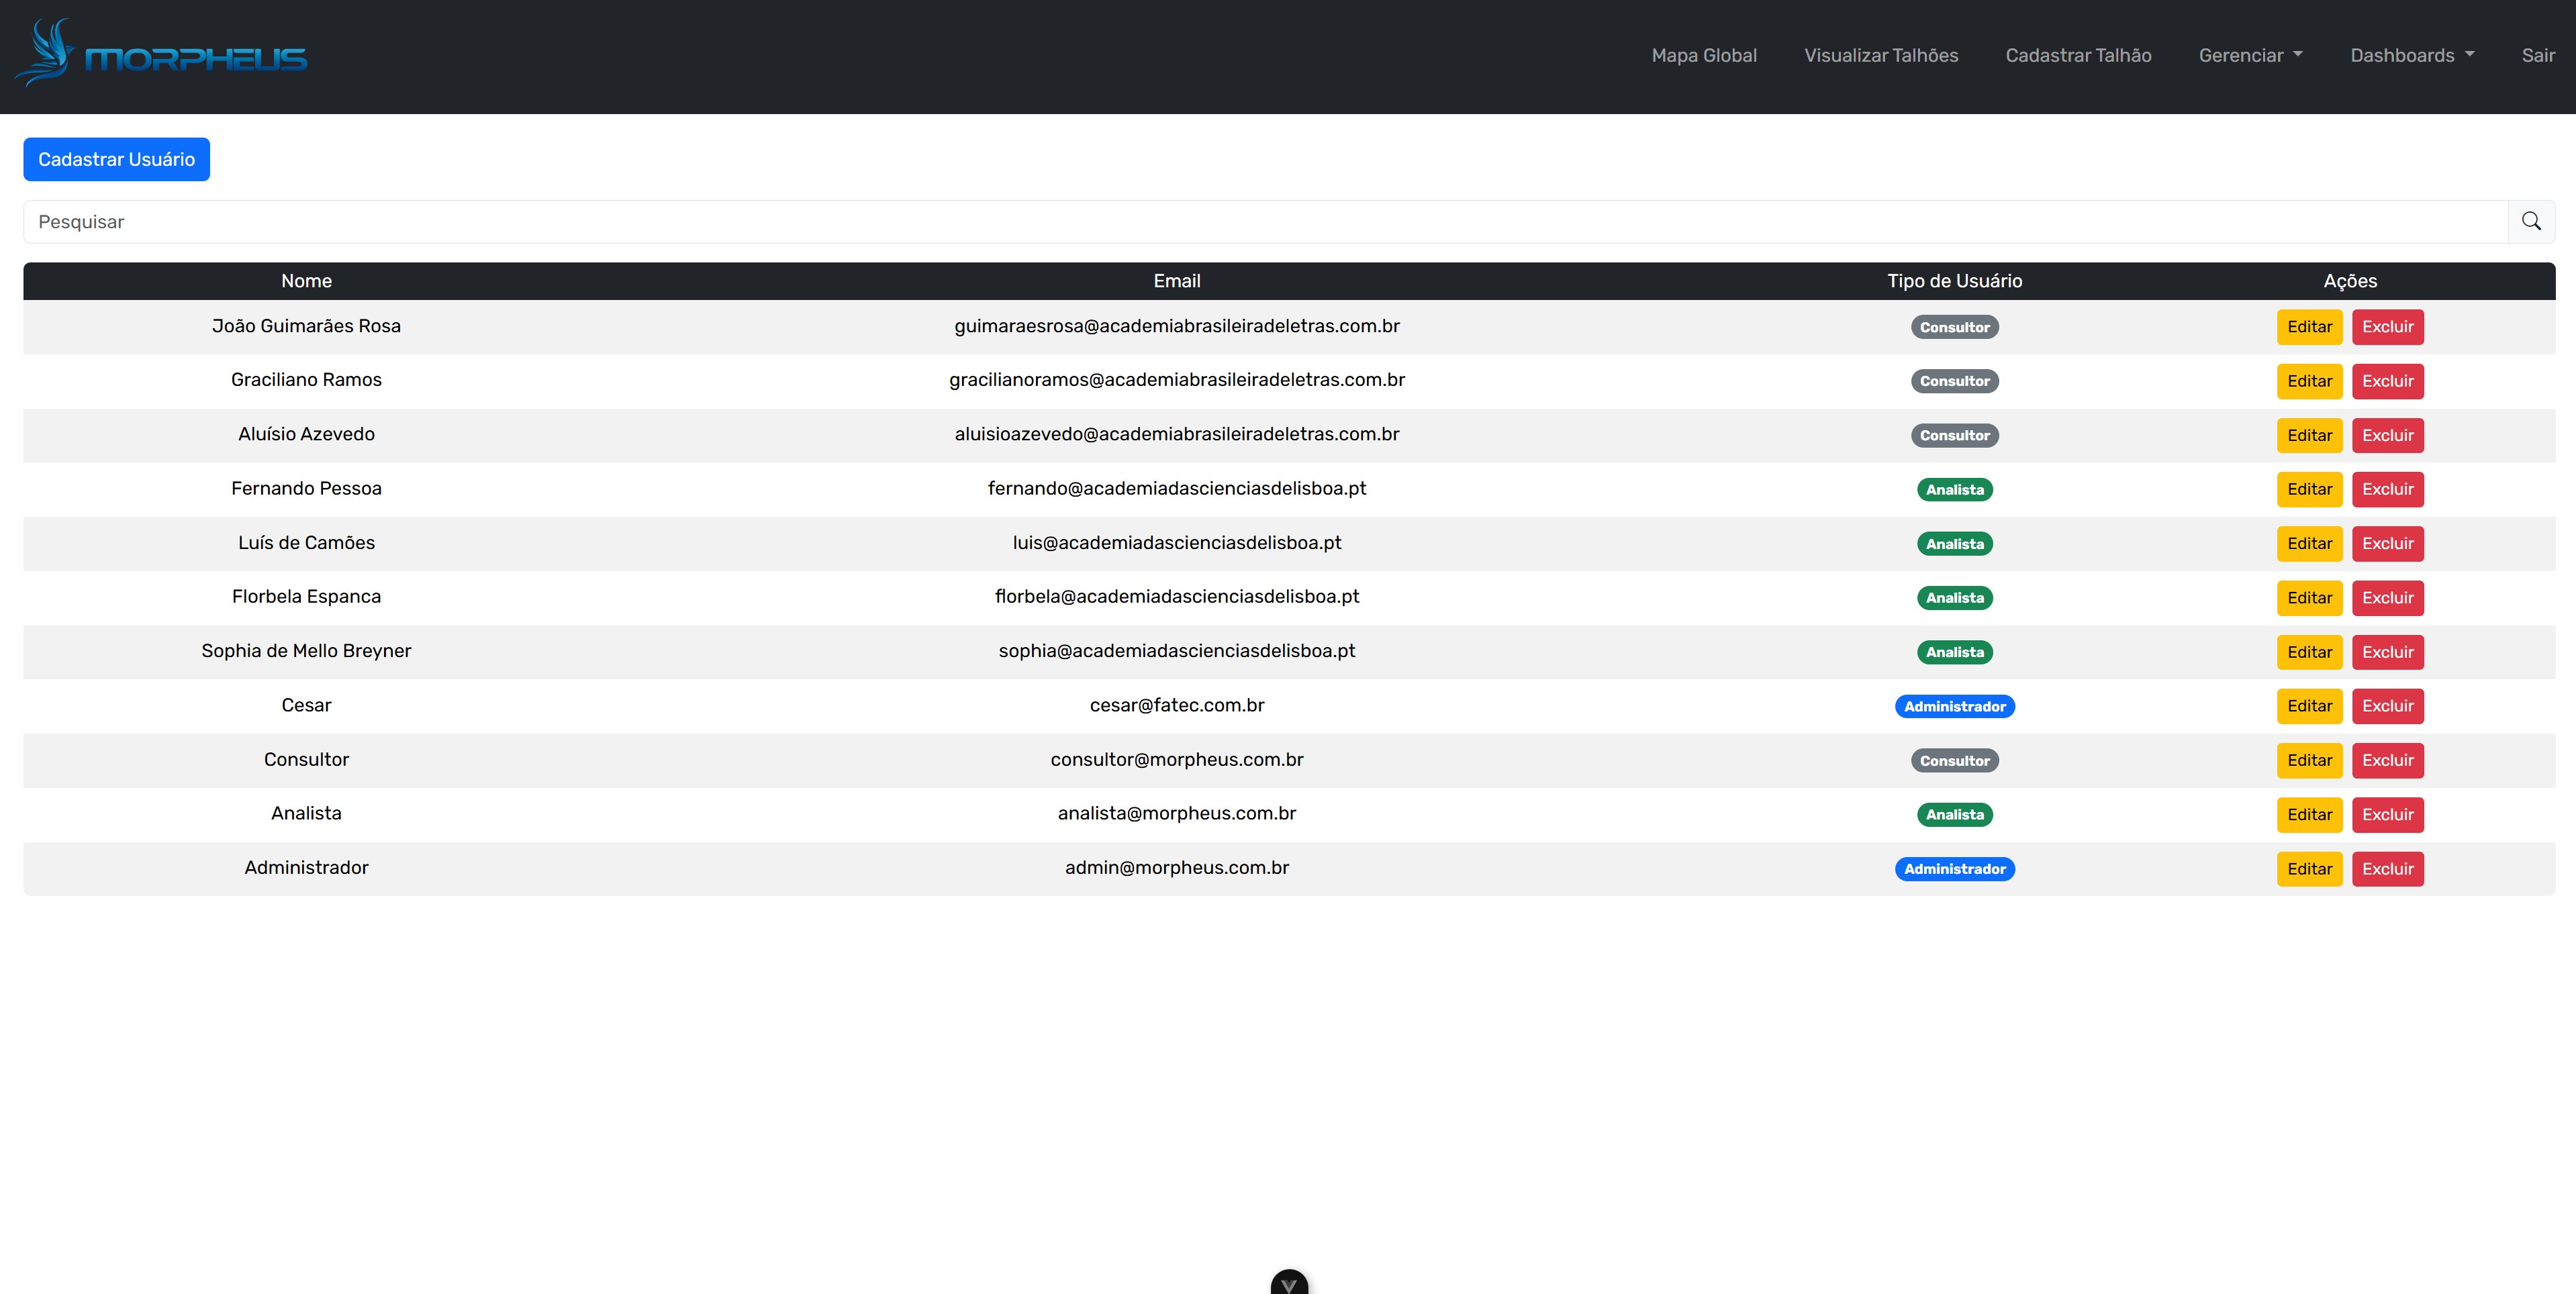 MORPHEUS Mapa Global Visualizar Talhões Cadastrar Talhão Gerenciar Dashboards Sair
Cadastrar Usuário
Pesquisar
Nome Email Tipo de Usuário Ações
João Guimarães Rosa guimaraesrosa@academiabrasileiradeletras.com.br Consultor Editar Excluir
Graciliano Ramos gracilianoramos@academiabrasileiradeletras.com.br Consultor Editar Excluir
Aluísio Azevedo aluisioazevedo@academiabrasileiradeletras.com.br Consultor Editar Excluir
Fernando Pessoa fernando@academiadascienciasdelisboa.pt Analista Editar Excluir
Luís de Camões luis@academiadascienciasdelisboa.pt Analista Editar Excluir
Florbela Espanca florbela@academiadascienciasdelisboa.pt Analista Editar Excluir
Sophia de Mello Breyner sophia@academiadascienciasdelisboa.pt Analista Editar Excluir
Cesar cesar@fatec.com.br Administrador Editar Excluir
Consultor consultor@morpheus.com.br Consultor Editar Excluir
Analista analista@morpheus.com.br Analista Editar Excluir
Administrador admin@morpheus.com.br Administrador Editar Excluir